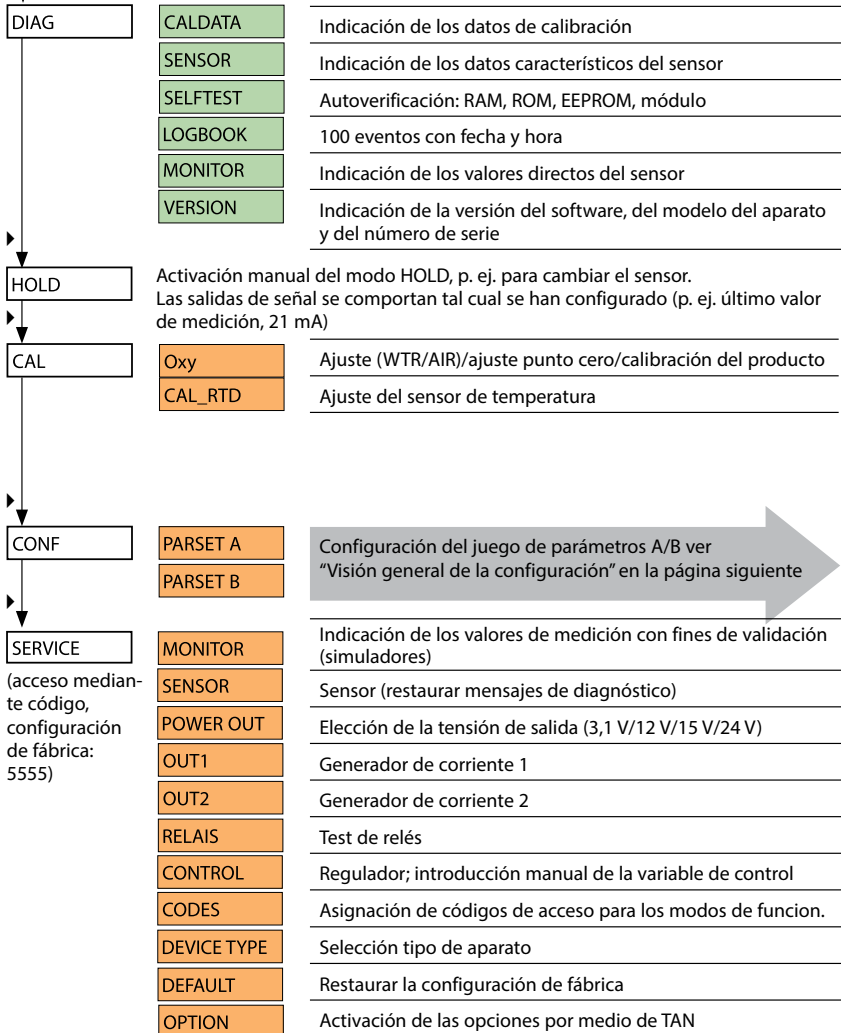 DIAG
CALDATA
Indicación de los datos de calibración
SENSOR
Indicación de los datos característicos del sensor
SELFTEST
Autoverificación: RAM, ROM, EEPROM, módulo
LOGBOOK
100 eventos con fecha y hora
MONITOR
Indicación de los valores directos del sensor
VERSION
Indicación de la versión del software, del modelo del aparato
y del número de serie
HOLD
Activación manual del modo HOLD, p. ej. para cambiar el sensor.
Las salidas de señal se comportan tal cual se han configurado (p. ej. último valor
de medición, 21 mA)
CAL
Oxy
Ajuste (WTR/AIR)/ajuste punto cero/calibración del producto
CAL_RTD
Ajuste del sensor de temperatura
CONF
PARSET A
PARSET B
Configuración del juego de parámetros A/B ver
“Visión general de la configuración” en la página siguiente
SERVICE
(acceso median-
te código,
configuración
de fábrica:
5555)
MONITOR
Indicación de los valores de medición con fines de validación
(simuladores)
SENSOR
Sensor (restaurar mensajes de diagnóstico)
POWER OUT
Elección de la tensión de salida (3,1 V/12 V/15 V/24 V)
OUT1
Generador de corriente 1
OUT2
Generador de corriente 2
RELAIS
Test de relés
CONTROL
Regulador; introducción manual de la variable de control
CODES
Asignación de códigos de acceso para los modos de funcion.
DEVICE TYPE
Selección tipo de aparato
DEFAULT
Restaurar la configuración de fábrica
OPTION
Activación de las opciones por medio de TAN